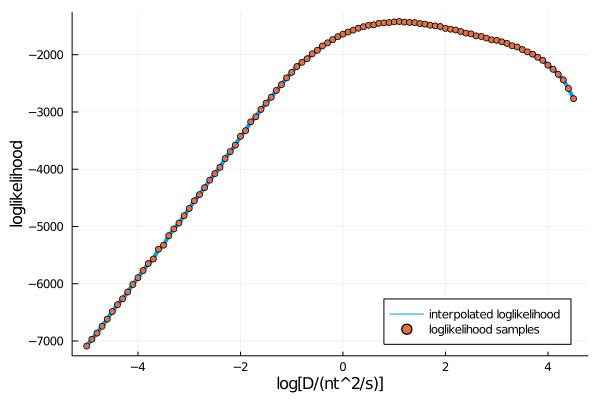 −2000
−3000
−4000
−5000
−6000
−7000
loglikelihood
interpolated loglikelihood
loglikelihood samples
−4
−2
0
2
4
log[D/(nt^2/s)]